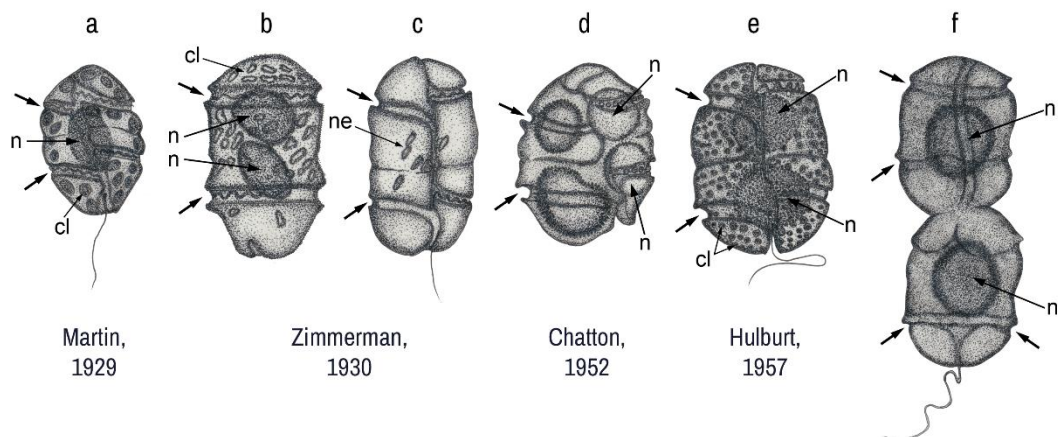 a b c d e f
cl
n
n
n
cl
ne
n
n
n
n
cl
n
n
Martin,
1929
Zimmerman,
1930
Chatton,
1952
Hulburt,
1957